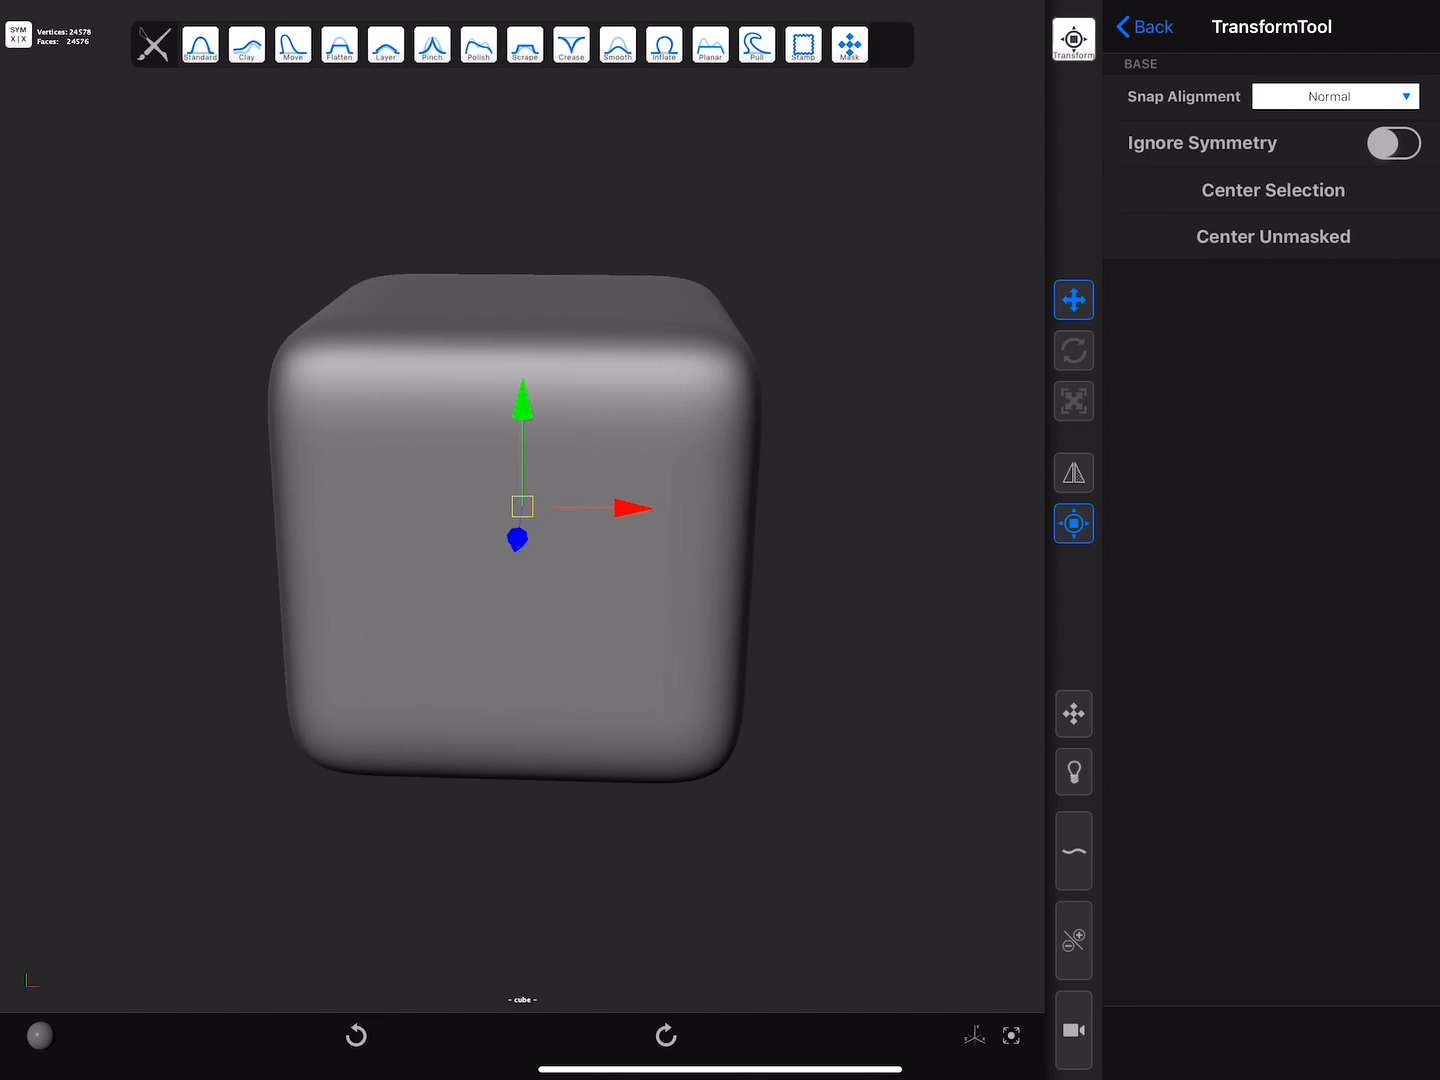 SYM
X | X
Vertices: 24578
Faces: 24576
Standard
Clay
Move
Flatten
Layer
Pinch
Polish
Scrape
Crease
Smooth
Inflate
Planar
Pull
Stamp
Mask
Transform
Back
TransformTool
BASE
Snap Alignment
Normal
Ignore Symmetry
Center Selection
Center Unmasked
- cube -